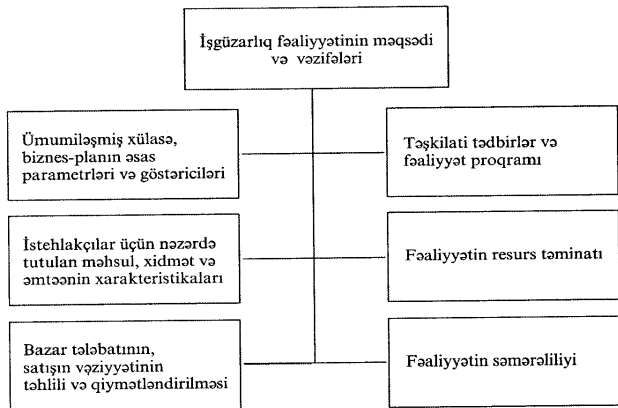 İşgüzarlıq fəaliyyətinin məqsədi
və vəzifələri
Ümumiləşmiş xülasə,
biznes-planın əsas
parametrləri və göstəriciləri
Təşkilati tədbirlər və
fəaliyyət proqramı
İstehlakçılar üçün nəzərdə
tutulan məhsul, xidmət və
əmtəənin xarakteristikaları
Fəaliyyətin resurs təminatı
Bazar tələbatının,
satışın vəziyyətinin
təhlili və qiymətləndirilməsi
Fəaliyyətin səmərəliliyi